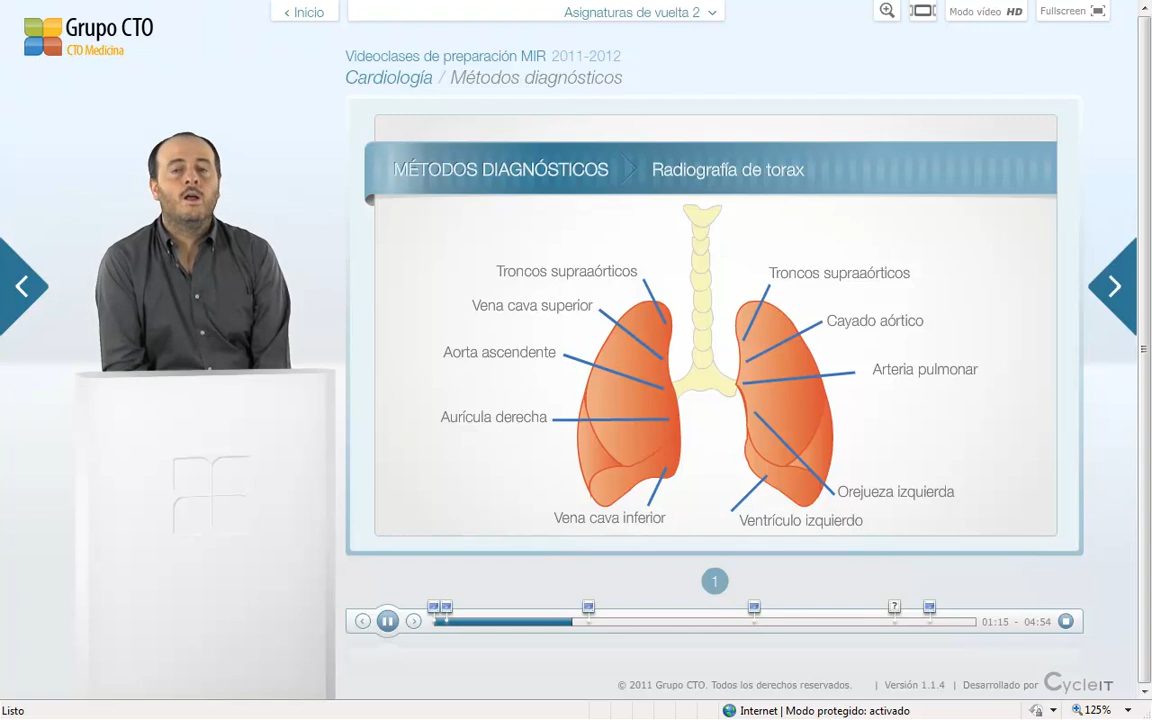 Grupo CTO
CTO Medicina
‹ Inicio
Asignaturas de vuelta 2
Modo vídeo HD
Fullscreen
Videoclases de preparación MIR 2011-2012
Cardiología / Métodos diagnósticos
MÉTODOS DIAGNÓSTICOS
Radiografía de torax
Troncos supraaórticos
Troncos supraaórticos
Vena cava superior
Cayado aórtico
Aorta ascendente
Arteria pulmonar
Aurícula derecha
Orejueza izquierda
Vena cava inferior
Ventrículo izquierdo
1
?
01:15 - 04:54
© 2011 Grupo CTO. Todos los derechos reservados. | Versión 1.1.4 | Desarrollado por CycleIT
Listo
Internet | Modo protegido: activado
125%